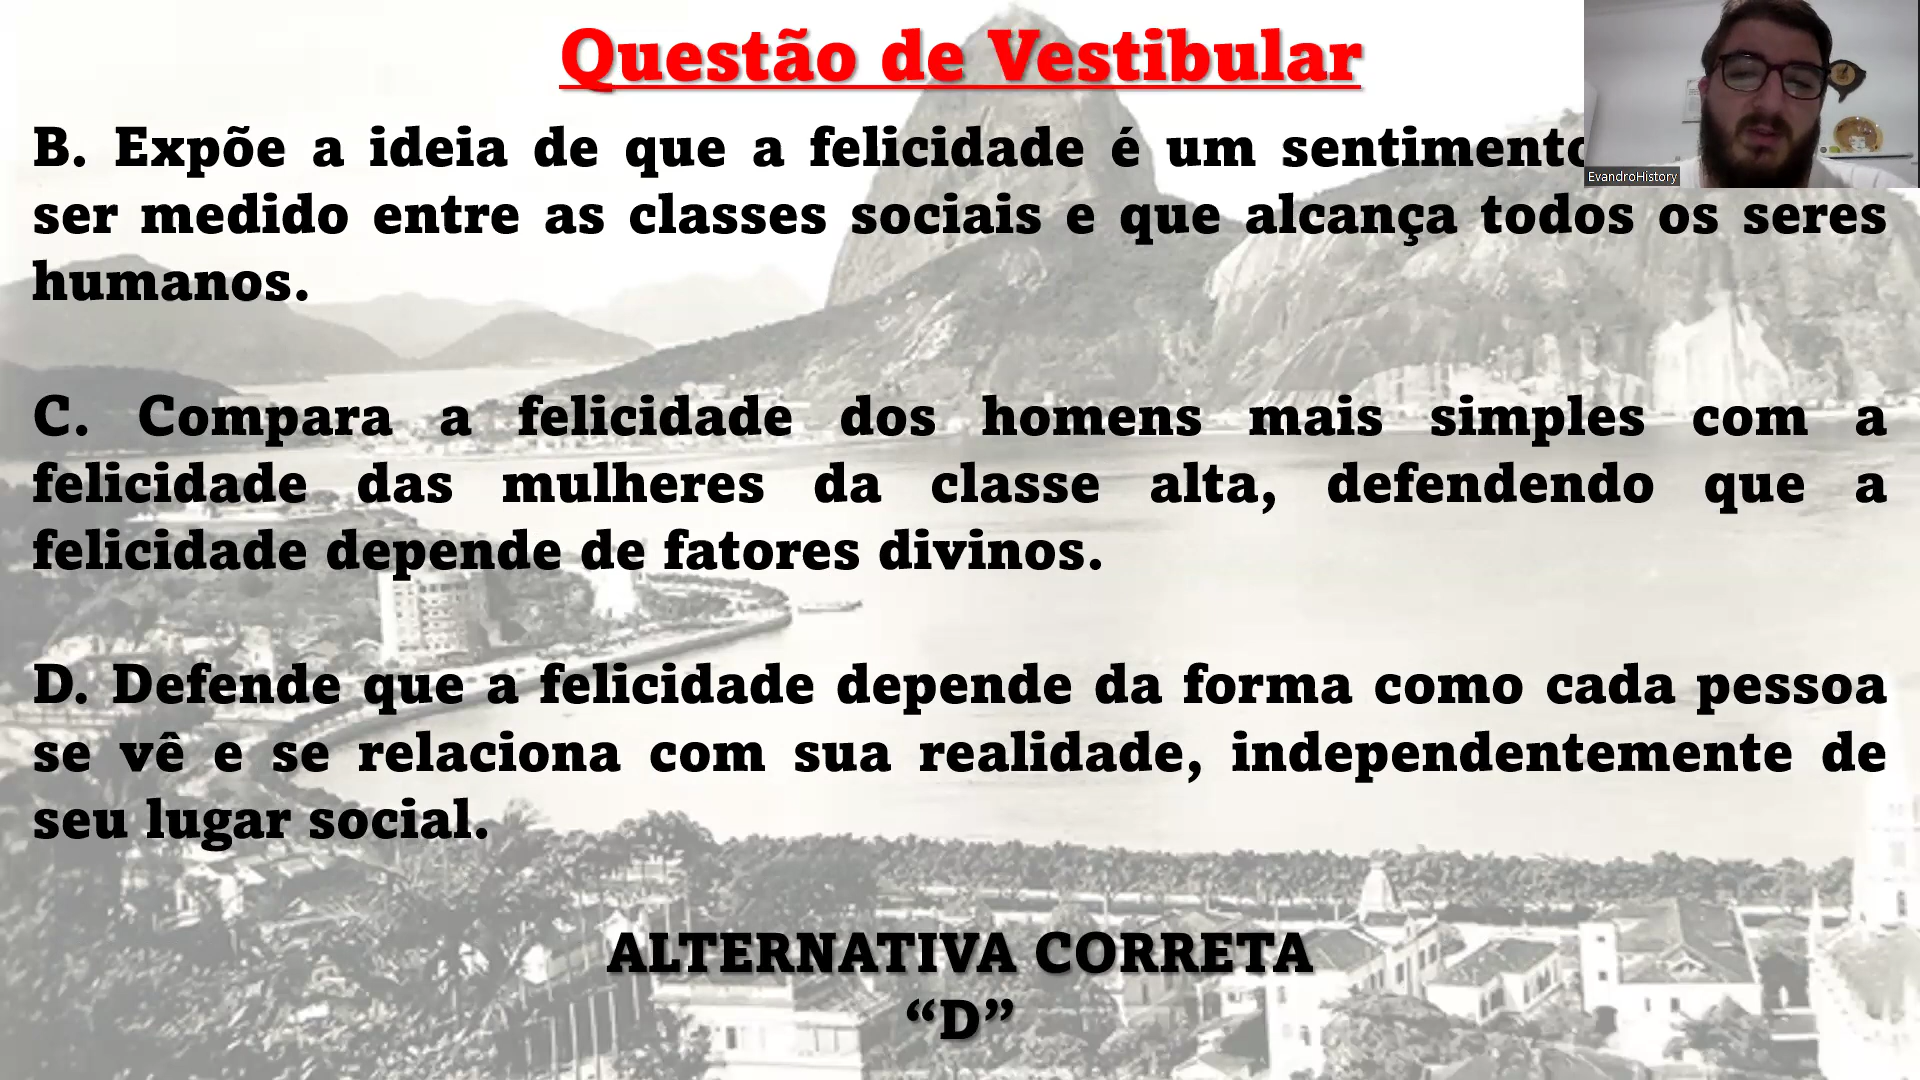 Questão de Vestibular
B. Expõe a ideia de que a felicidade é um sentimento
EvandroHistory
ser medido entre as classes sociais e que alcança todos os seres
humanos.
C. Compara a felicidade dos homens mais simples com a
felicidade das mulheres da classe alta, defendendo que a
felicidade depende de fatores divinos.
D. Defende que a felicidade depende da forma como cada pessoa
se vê e se relaciona com sua realidade, independentemente de
seu lugar social.
ALTERNATIVA CORRETA
“D”